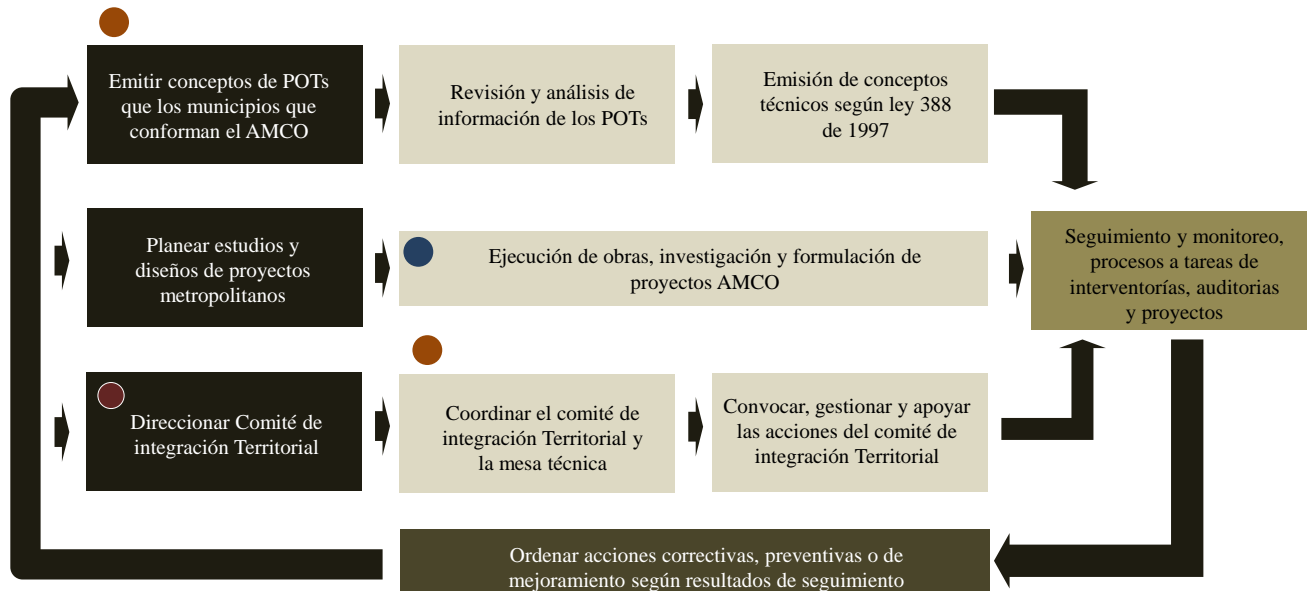 Emitir conceptos de POTs
que los municipios que
conforman el AMCO
Revisión y análisis de
información de los POTs
Emisión de conceptos
técnicos según ley 388
de 1997
Planear estudios y
diseños de proyectos
metropolitanos
Ejecución de obras, investigación y formulación de
proyectos AMCO
Seguimiento y monitoreo,
procesos a tareas de
interventorías, auditorias
y proyectos
Direccionar Comité de
integración Territorial
Coordinar el comité de
integración Territorial y
la mesa técnica
Convocar, gestionar y apoyar
las acciones del comité de
integración Territorial
Ordenar acciones correctivas, preventivas o de
mejoramiento según resultados de seguimiento